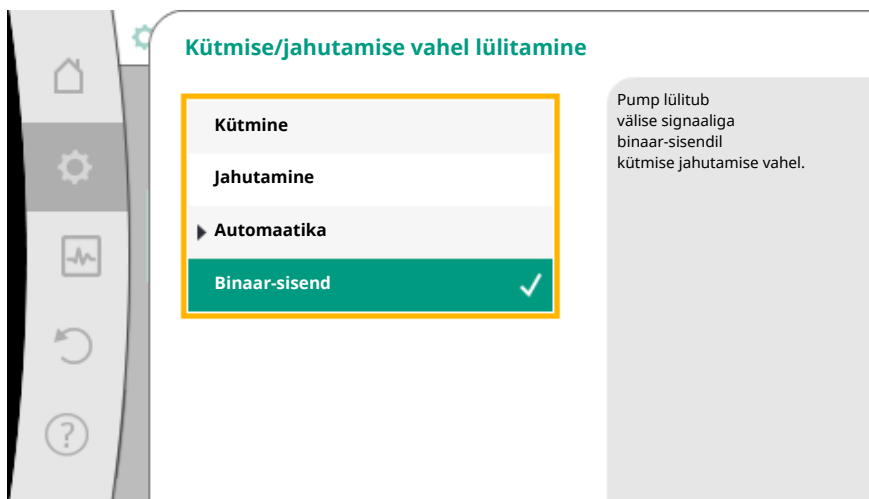 Kütmise/jahutamise vahel lülitamine
Kütmine
Jahutamine
Automaatika
Binaar-sisend
Pump lülitub
välise signaaliga
binaar-sisendil
kütmise jahutamise vahel.